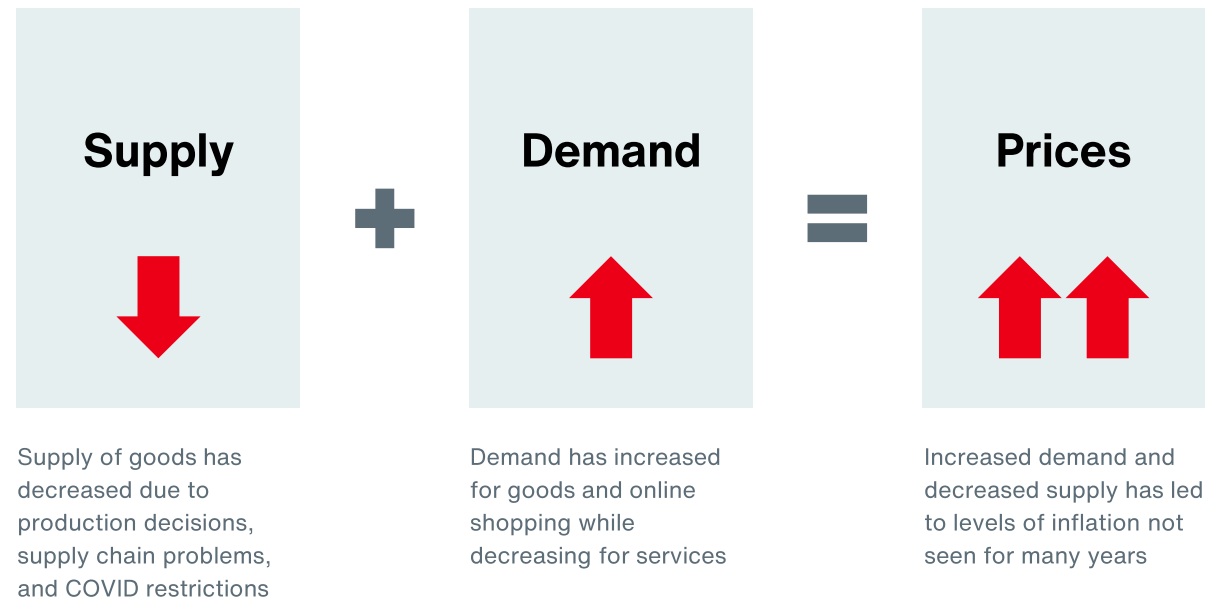 Supply
Demand
Prices
Supply of goods has
decreased due to
production decisions,
supply chain problems,
and COVID restrictions
Demand has increased
for goods and online
shopping while
decreasing for services
Increased demand and
decreased supply has led
to levels of inflation not
seen for many years